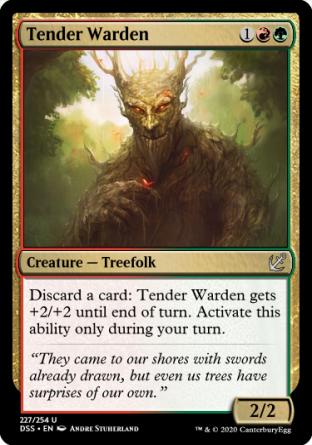 Tender Warden 1
Creature — Treefolk
Discard a card: Tender Warden gets
+2/+2 until end of turn. Activate this
ability only during your turn.
“They came to our shores with swords
already drawn, but even us trees have
surprises of our own.”
2/2
227/254 U
DSS • EN Andre Stuherland
™ & © 2020 CanterburyEgg